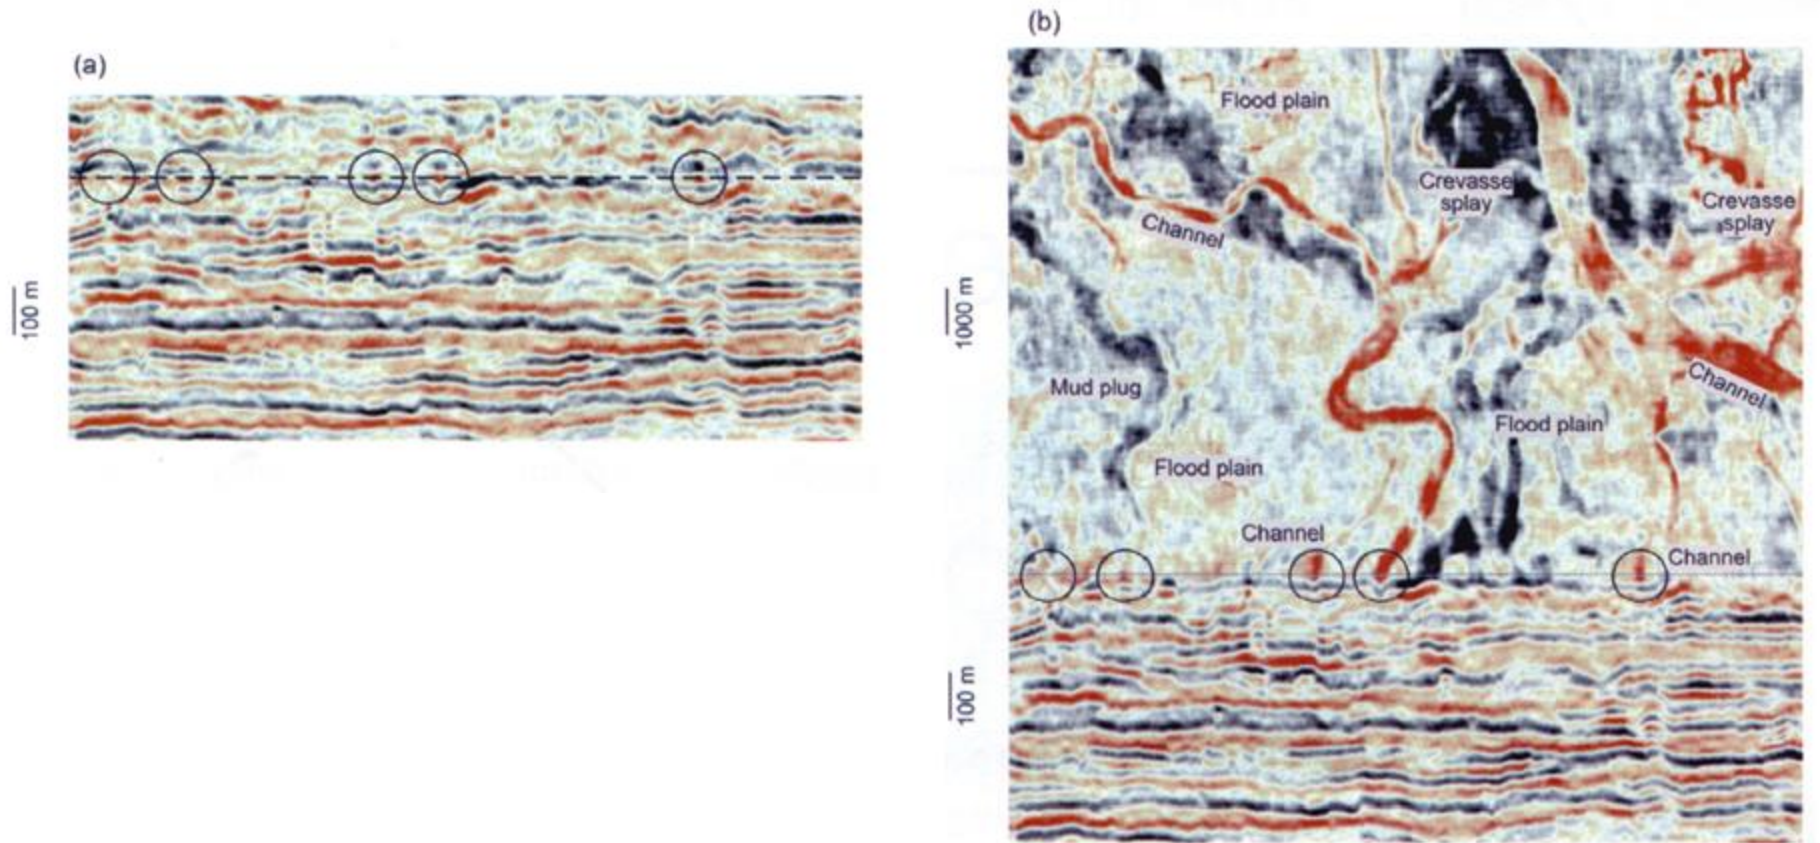 (a)
100 m
(b)
Flood plain
Crevasse
splay
Crevasse
splay
Channel
1000 m
Channel
Mud plug
Flood plain
Flood plain
Channel
Channel
100 m